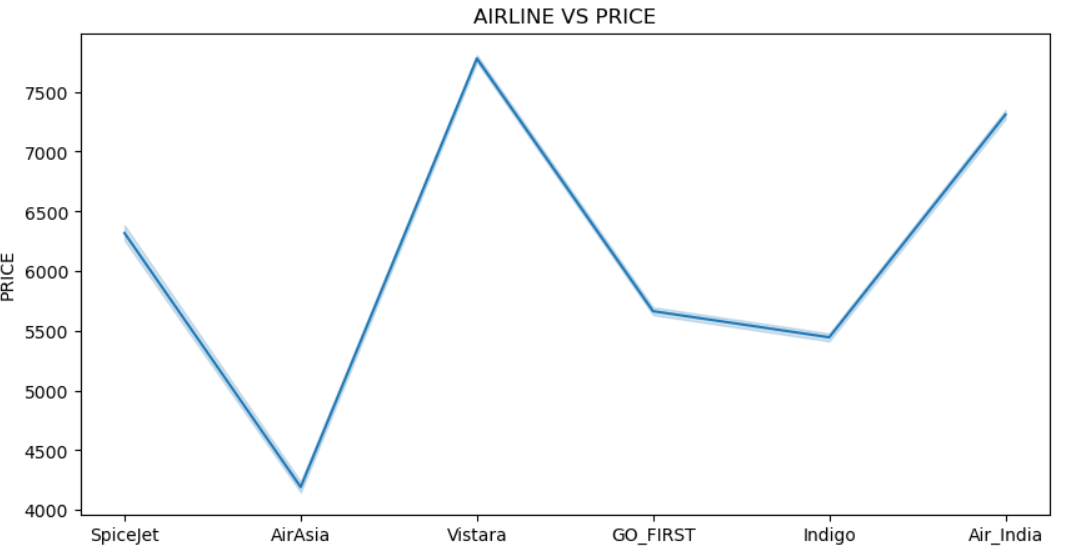 AIRLINE VS PRICE
PRICE
7500
7000
6500
6000
5500
5000
4500
4000
SpiceJet AirAsia Vistara GO_FIRST Indigo Air_India